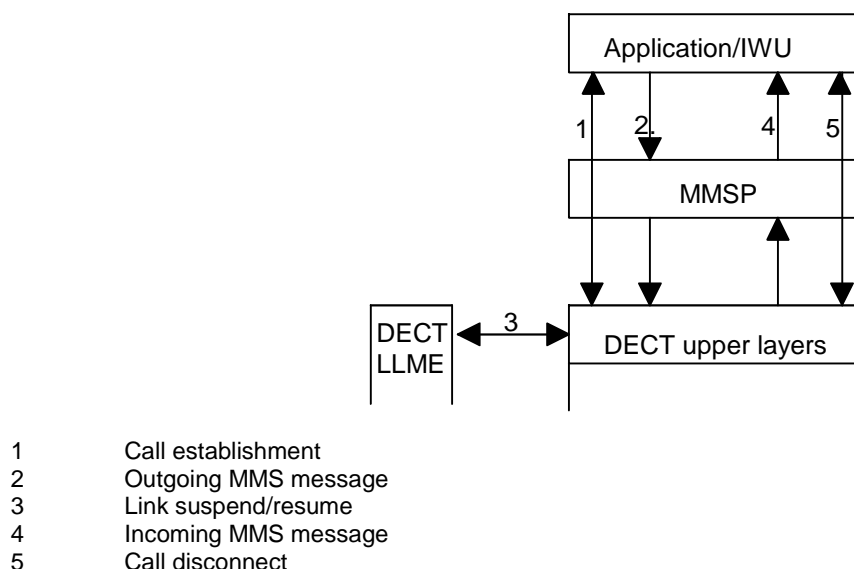 Application/IWU
1 2. 4 5
MMSP
3
DECT
LLME
DECT upper layers
1 Call establishment
2 Outgoing MMS message
3 Link suspend/resume
4 Incoming MMS message
5 Call disconnect